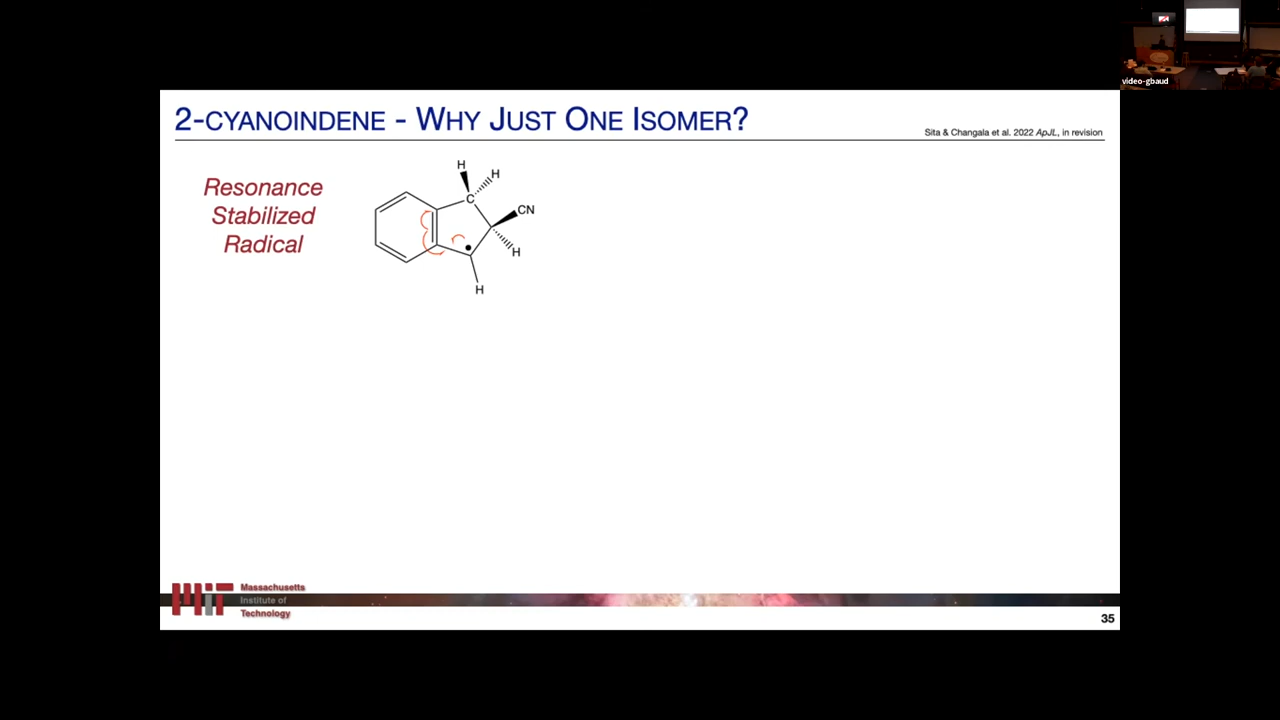 video-gbaud
2-CYANOINDENE - WHY JUST ONE ISOMER?
Sita & Changala et al. 2022 ApJL, in revision
Resonance
Stabilized
Radical
H
H
C
CN
H
H
MIT
Massachusetts
Institute of
Technology
35